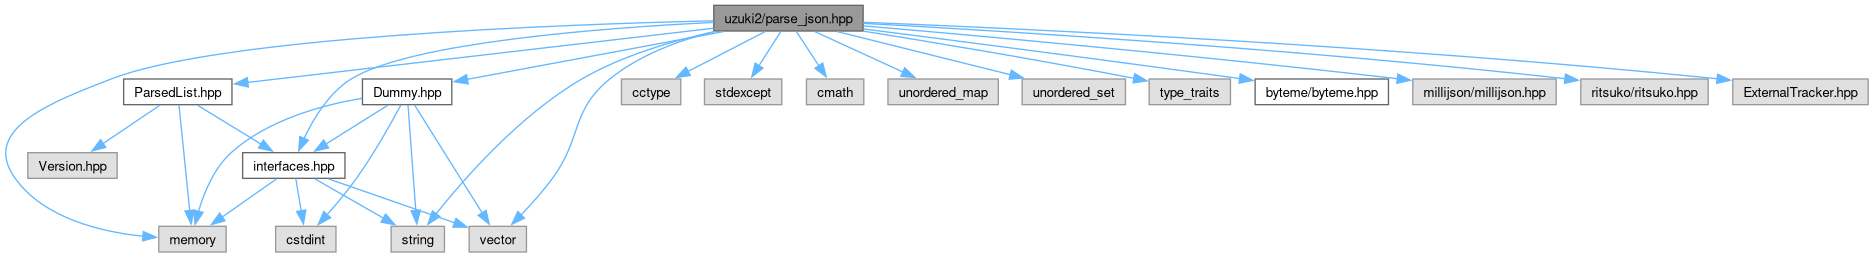 uzuki2/parse_json.hpp
ParsedList.hpp
Dummy.hpp
cctype
stdexcept
cmath
unordered_map
unordered_set
type_traits
byteme/byteme.hpp
millijson/millijson.hpp
ritsuko/ritsuko.hpp
ExternalTracker.hpp
Version.hpp
interfaces.hpp
memory
cstdint
string
vector